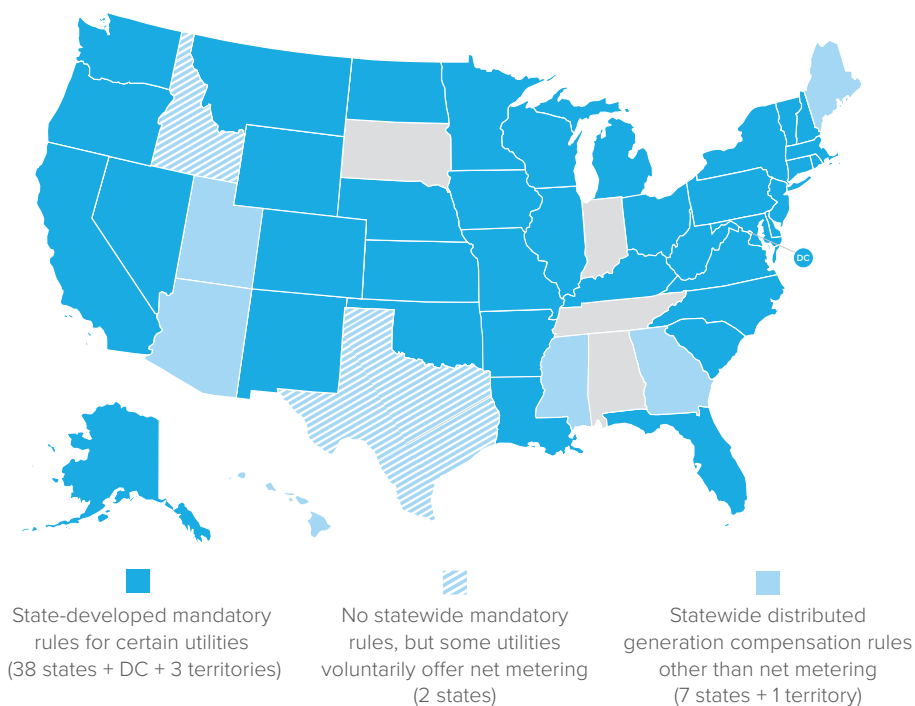 DC
State-developed mandatory
rules for certain utilities
(38 states + DC + 3 territories)
No statewide mandatory
rules, but some utilities
voluntarily offer net metering
(2 states)
Statewide distributed
generation compensation rules
other than net metering
(7 states + 1 territory)